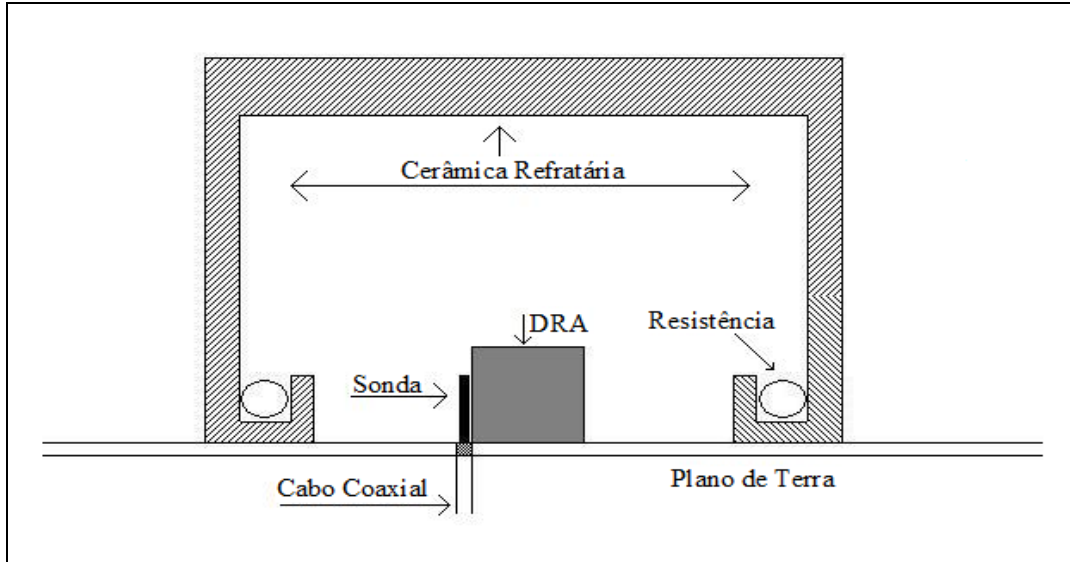 Cerâmica Refratária
DRA
Resistência
Sonda
Plano de Terra
Cabo Coaxial